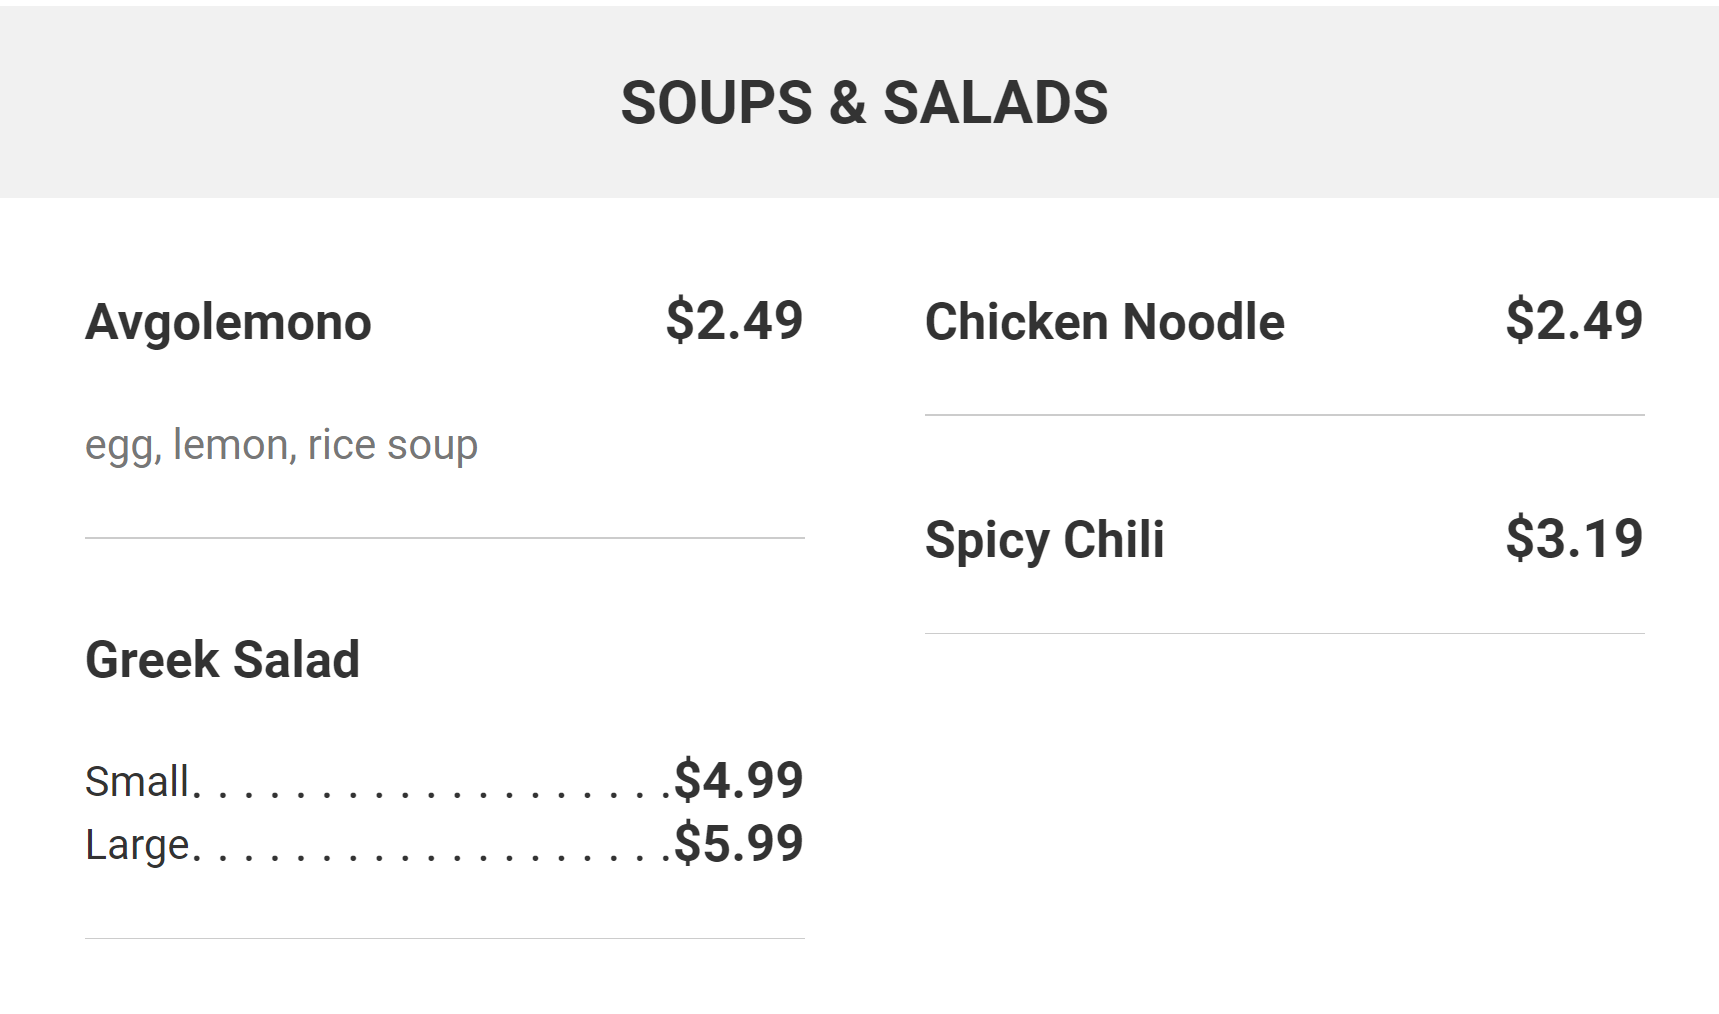 SOUPS & SALADS
Avgolemono $2.49
egg, lemon, rice soup
Greek Salad
Small. . . . . . . . . . . . . . . . . . .$4.99
Large. . . . . . . . . . . . . . . . . . .$5.99
Chicken Noodle $2.49
Spicy Chili $3.19